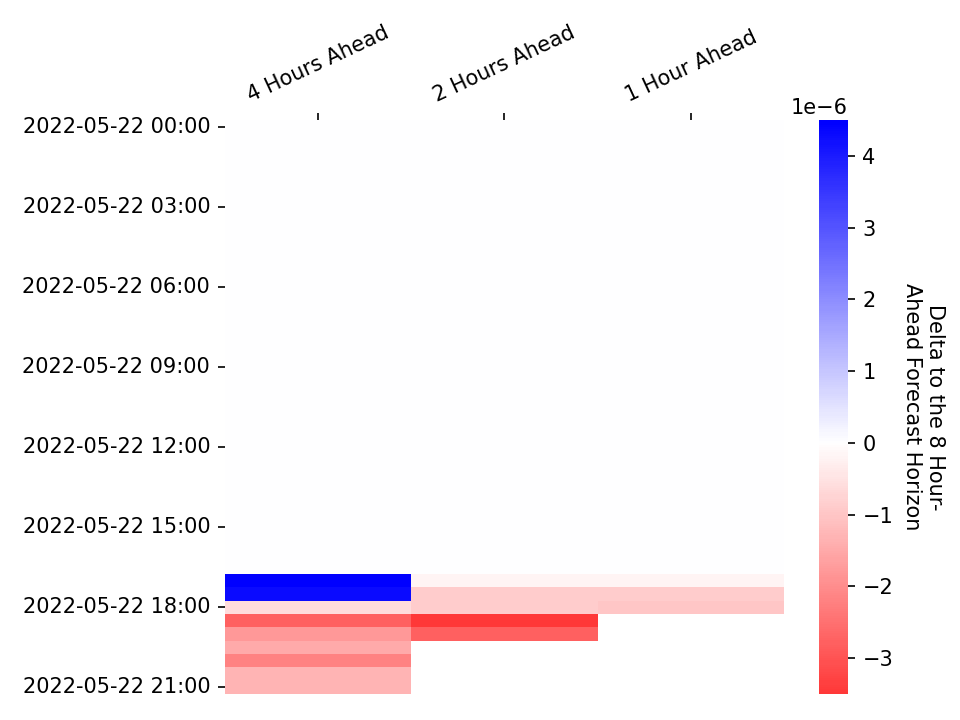 4 Hours Ahead
2 Hours Ahead
1 Hour Ahead
2022-05-22 00:00
2022-05-22 03:00
2022-05-22 06:00
2022-05-22 09:00
2022-05-22 12:00
2022-05-22 15:00
2022-05-22 18:00
2022-05-22 21:00
1e−6
4
3
2
1
0
−1
−2
−3
Delta to the 8 Hour-
Ahead Forecast Horizon